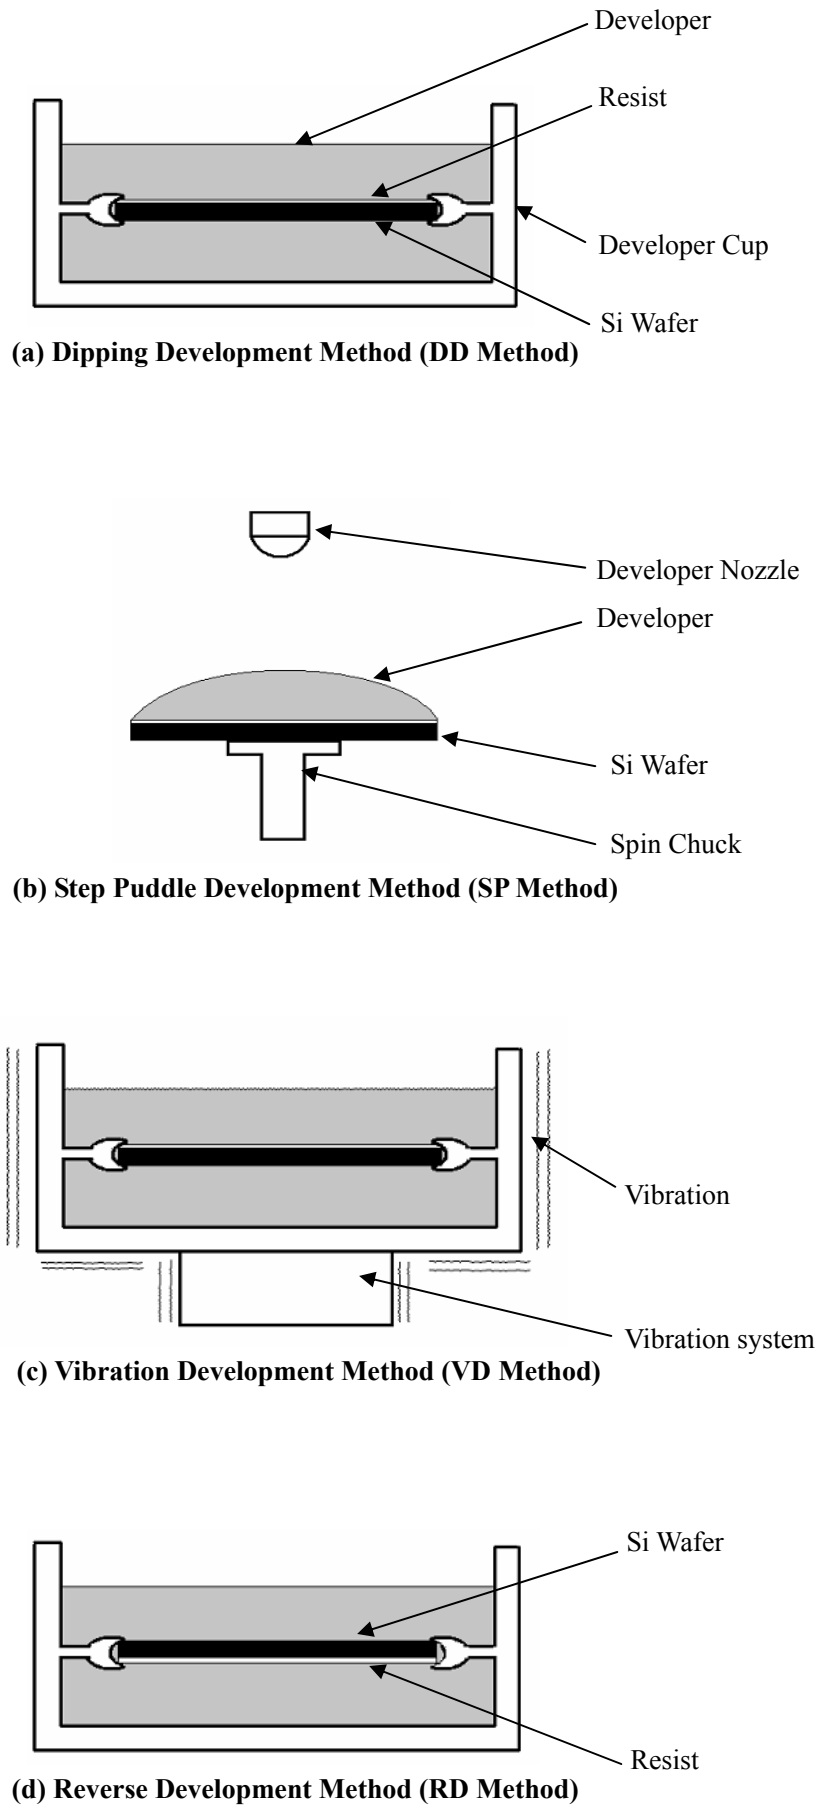 Developer
Resist
Developer Cup
Si Wafer
(a) Dipping Development Method (DD Method)
Developer Nozzle
Developer
Si Wafer
Spin Chuck
(b) Step Puddle Development Method (SP Method)
Vibration
Vibration system
(c) Vibration Development Method (VD Method)
Si Wafer
Resist
(d) Reverse Development Method (RD Method)